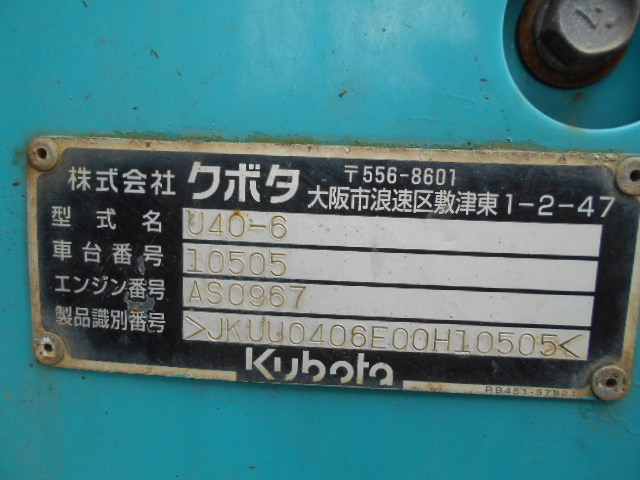 株式会社 クボタ 〒556-8601
大阪市浪速区敷津東1-2-47
型式名 U40-6
車台番号 10505
エンジン番号 AS0967
製品識別番号 >JKUU0406E00H10505<
Kubota